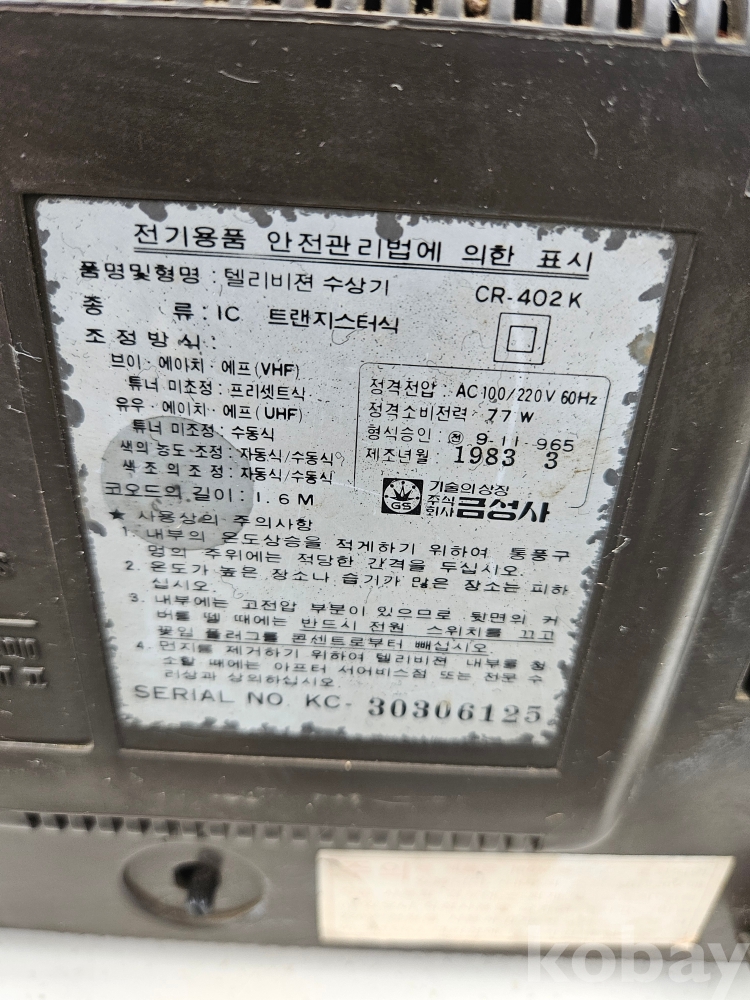 전기용품 안전관리법에 의한 표시
품명및형명 : 텔리비젼 수상기 CR-402K
종 류 : IC 트랜지스터식
조정방식 :
브이·에아치·에프(VHF)
튜너 미조정 : 프리셋트식
유우·에이치·에프(UHF)
튜너 미조정 : 수동식
색의 농도 조정 : 자동식/수동식
색 조의 조정 : 자동식/수동식
코오드의 길이 : 1.6M
정격전압 : AC 100/220V 60Hz
정격소비전력 77W
형식승인 : 전 9-11-965
제조년월 : 1983 3
GS 기술의상징
주식회사 금성사
★ 사용상의 주의사항
1. 내부의 온도상승을 적게하기 위하여 통풍구
멍의 주위에는 적당한 간격을 두십시오.
2. 온도가 높은 장소나 습기가 많은 장소는 피하
십시오.
3. 내부에는 고전압 부분이 있으므로 뒷면의 커
버를 뗄 때에는 반드시 전원 스위치를 끄고
꽂임 플러그를 콘센트로부터 빼십시오.
4. 먼지를 제거하기 위하여 텔리비젼 내부를 청
소할 때에는 아프터 서어비스점 또는 전문 수
리상과 상의하십시오.
SERIAL NO. KC- 30306125
kobay